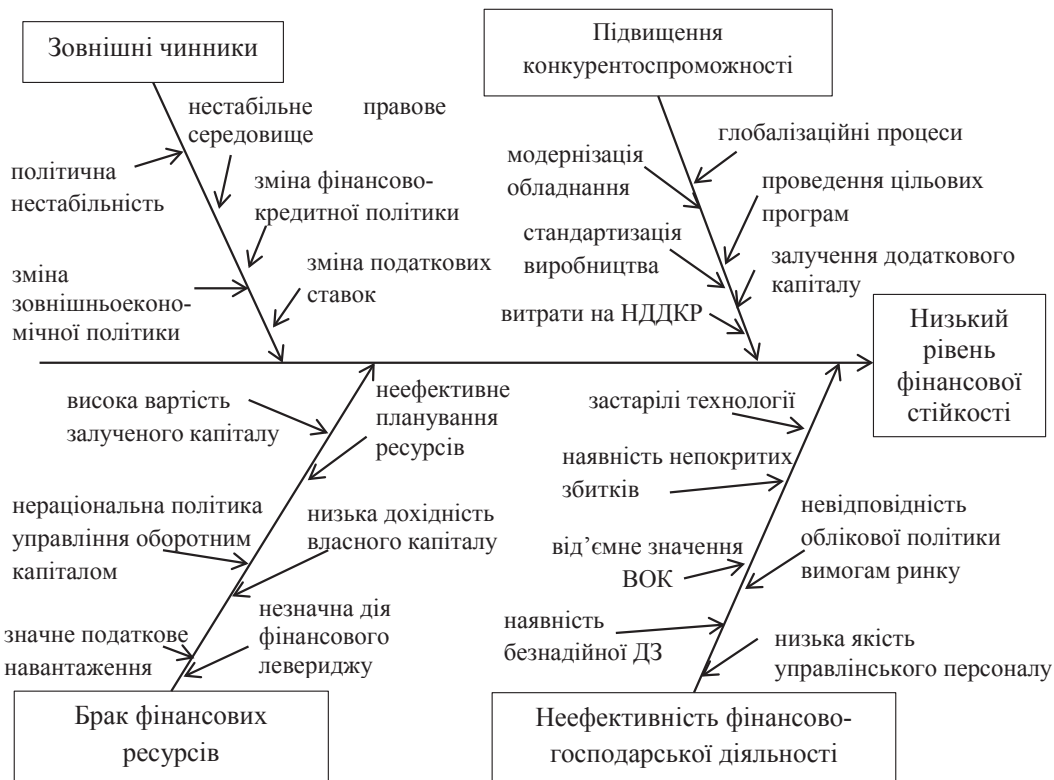 Зовнішні чинники
Підвищення
конкурентоспроможності
нестабільне правове
середовище
політична
нестабільність
зміна фінансово-
кредитної політики
зміна
зовнішньоеконо-
мічної політики
зміна податкових
ставок
глобалізаційні процеси
модернізація
обладнання
проведення цільових
програм
стандартизація
виробництва
залучення додаткового
капіталу
витрати на НДДКР
Низький
рівень
фінансової
стійкості
висока вартість
залученого капіталу
неефективне
планування
ресурсів
нераціональна політика
управління оборотним
капіталом
низька дохідність
власного капіталу
значне податкове
навантаження
незначна дія
фінансового
левериджу
застарілі технології
наявність непокритих
збитків
невідповідність
облікової політики
вимогам ринку
від’ємне значення
ВОК
наявність
безнадійної ДЗ
низька якість
управлінського персоналу
Брак фінансових
ресурсів
Неефективність фінансово-
господарської діяльності